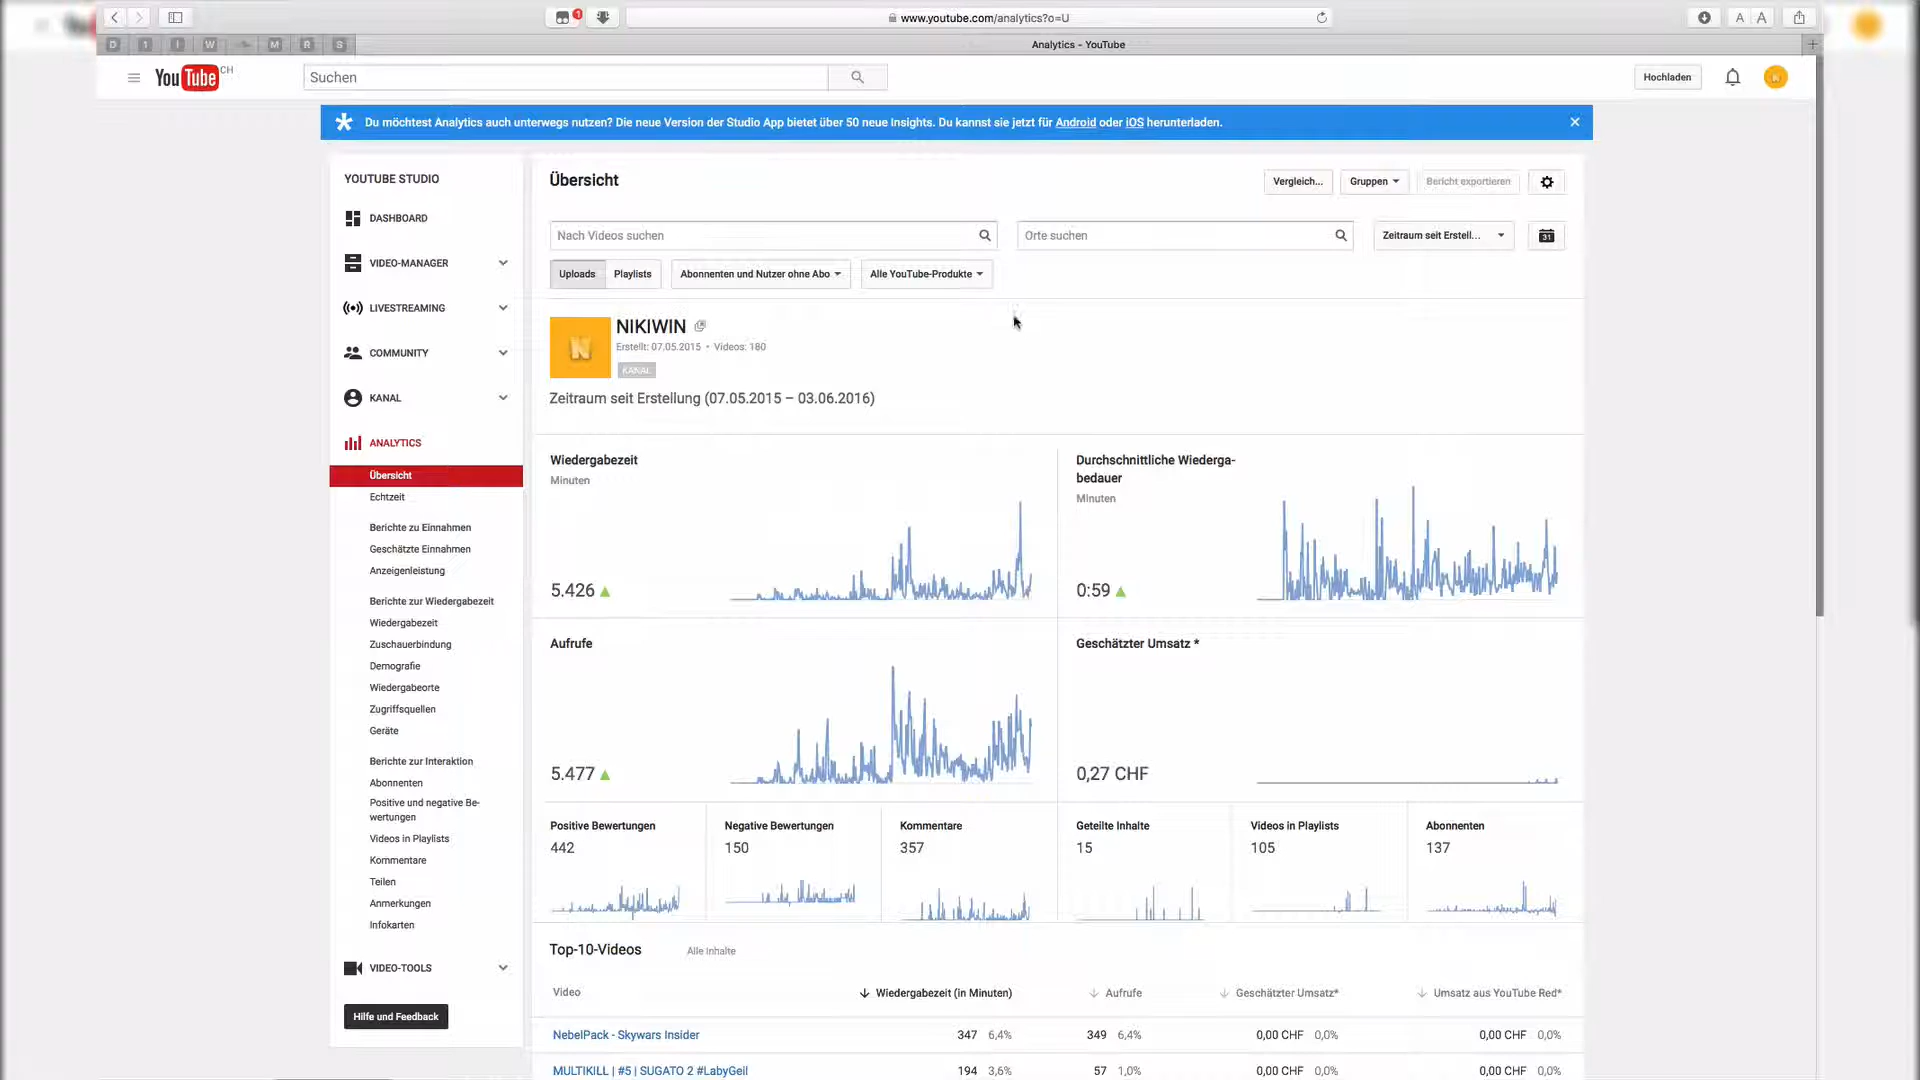 www.youtube.com/analytics?o=U
A A
D 1 I W M R S
Analytics - YouTube
YouTube CH
Suchen
Hochladen
Du möchtest Analytics auch unterwegs nutzen? Die neue Version der Studio App bietet über 50 neue Insights. Du kannst sie jetzt für Android oder iOS herunterladen.
YOUTUBE STUDIO
DASHBOARD
VIDEO-MANAGER
LIVESTREAMING
COMMUNITY
KANAL
ANALYTICS
Übersicht
Echtzeit
Berichte zu Einnahmen
Geschätzte Einnahmen
Anzeigenleistung
Berichte zur Wiedergabezeit
Wiedergabezeit
Zuschauerbindung
Demografie
Wiedergabeorte
Zugriffsquellen
Geräte
Berichte zur Interaktion
Abonnenten
Positive und negative Be-
wertungen
Videos in Playlists
Kommentare
Teilen
Anmerkungen
Infokarten
VIDEO-TOOLS
Hilfe und Feedback
Übersicht
Vergleich... Gruppen Bericht exportieren
Nach Videos suchen Orte suchen Zeitraum seit Erstell... 31
Uploads Playlists Abonnenten und Nutzer ohne Abo Alle YouTube-Produkte
N
NIKIWIN
Erstellt: 07.05.2015 • Videos: 180
KANAL
Zeitraum seit Erstellung (07.05.2015 – 03.06.2016)
Wiedergabezeit
Minuten
5.426
Durchschnittliche Wiederga-
bedauer
Minuten
0:59
Aufrufe
5.477
Geschätzter Umsatz *
0,27 CHF
Positive Bewertungen
442
Negative Bewertungen
150
Kommentare
357
Geteilte Inhalte
15
Videos in Playlists
105
Abonnenten
137
Top-10-Videos Alle Inhalte
Video Wiedergabezeit (in Minuten) Aufrufe Geschätzter Umsatz* Umsatz aus YouTube Red*
NebelPack - Skywars Insider 347 6,4% 349 6,4% 0,00 CHF 0,0% 0,00 CHF 0,0%
MULTIKILL | #5 | SUGATO 2 #LabyGeil 194 3,6% 57 1,0% 0,00 CHF 0,0% 0,00 CHF 0,0%